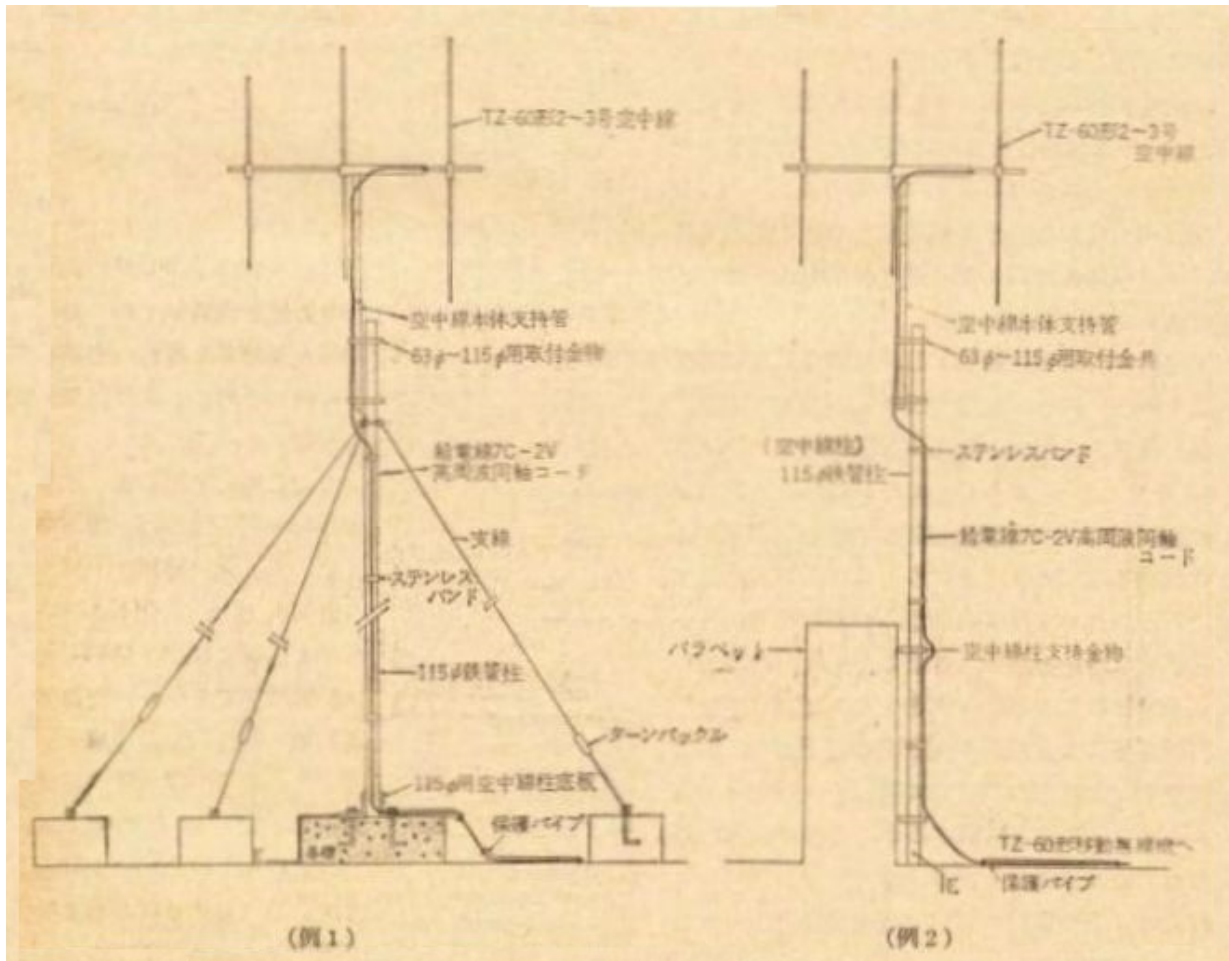 TZ-60形2～3号空中線
空中線本体支持管
63φ～115φ用取付金物
給電線7C-2V
高周波同軸コード
支線
ステンレス
バンド
115φ鉄管柱
ターンバックル
115φ用空中線柱底板
保護パイプ
基礎
(例1)
TZ-60形2～3号
空中線
空中線本体支持管
63φ～115φ用取付金具
ステンレスバンド
(空中線柱)
115φ鉄管柱
給電線7C-2V高周波同軸
コード
パラペット
空中線柱支持金物
TZ-60形移動無線機へ
保護パイプ
(例2)